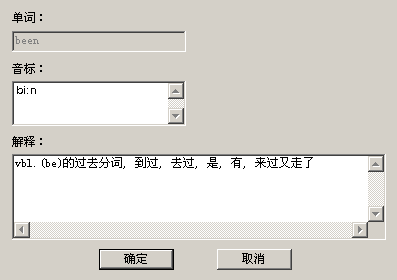 单词：
been
音标：
bi:n
解释：
vbl. (be)的过去分词, 到过, 去过, 是, 有, 来过又走了
确定 取消